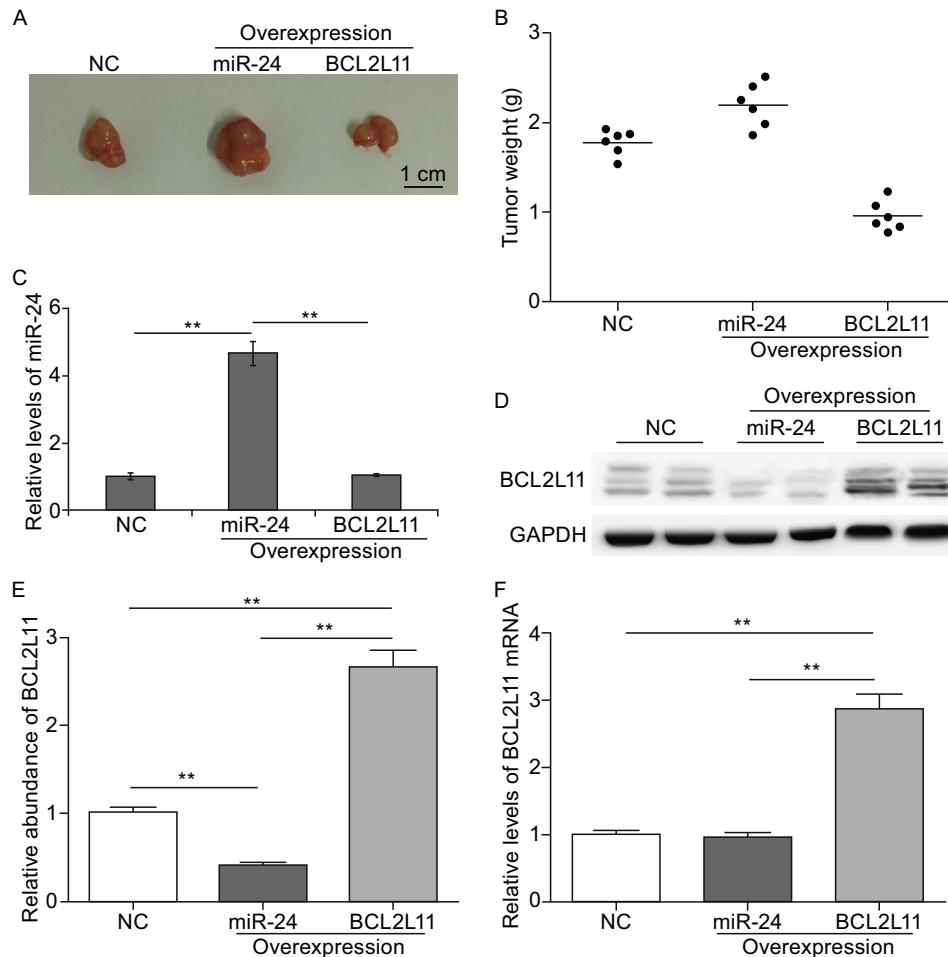 A
Overexpression
NC
miR-24
BCL2L11
1 cm
B
Tumor weight (g)
3
2
1
0
NC
miR-24
BCL2L11
Overexpression
C
Relative levels of miR-24
6
4
2
0
**
**
NC
miR-24
BCL2L11
Overexpression
D
Overexpression
NC
miR-24
BCL2L11
BCL2L11
GAPDH
E
Relative abundance of BCL2L11
3
2
1
0
**
**
**
NC
miR-24
BCL2L11
Overexpression
F
Relative levels of BCL2L11 mRNA
4
3
2
1
0
**
**
NC
miR-24
BCL2L11
Overexpression